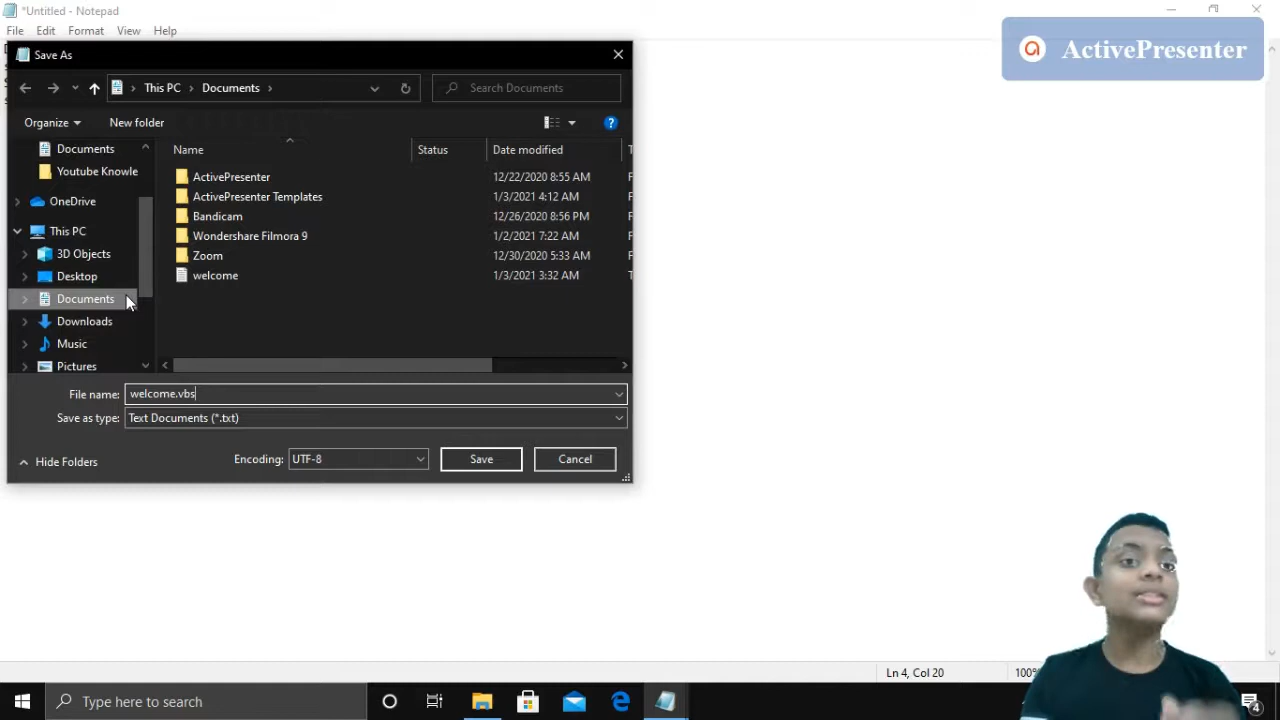 *Untitled - Notepad
File Edit Format View Help
ActivePresenter
Save As
This PC > Documents >
Search Documents
Organize
New folder
Name Status Date modified T
Documents
Youtube Knowle
OneDrive
This PC
3D Objects
Desktop
Documents
Downloads
Music
Pictures
ActivePresenter 12/22/2020 8:55 AM F
ActivePresenter Templates 1/3/2021 4:12 AM F
Bandicam 12/26/2020 8:56 PM F
Wondershare Filmora 9 1/2/2021 7:22 AM F
Zoom 12/30/2020 5:33 AM F
welcome 1/3/2021 3:32 AM T
File name: welcome.vbs
Save as type: Text Documents (*.txt)
Hide Folders
Encoding: UTF-8
Save
Cancel
Ln 4, Col 20
100%
Type here to search
4